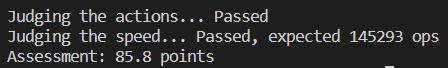 Judging the actions... Passed
Judging the speed... Passed, expected 145293 ops
Assessment: 85.8 points